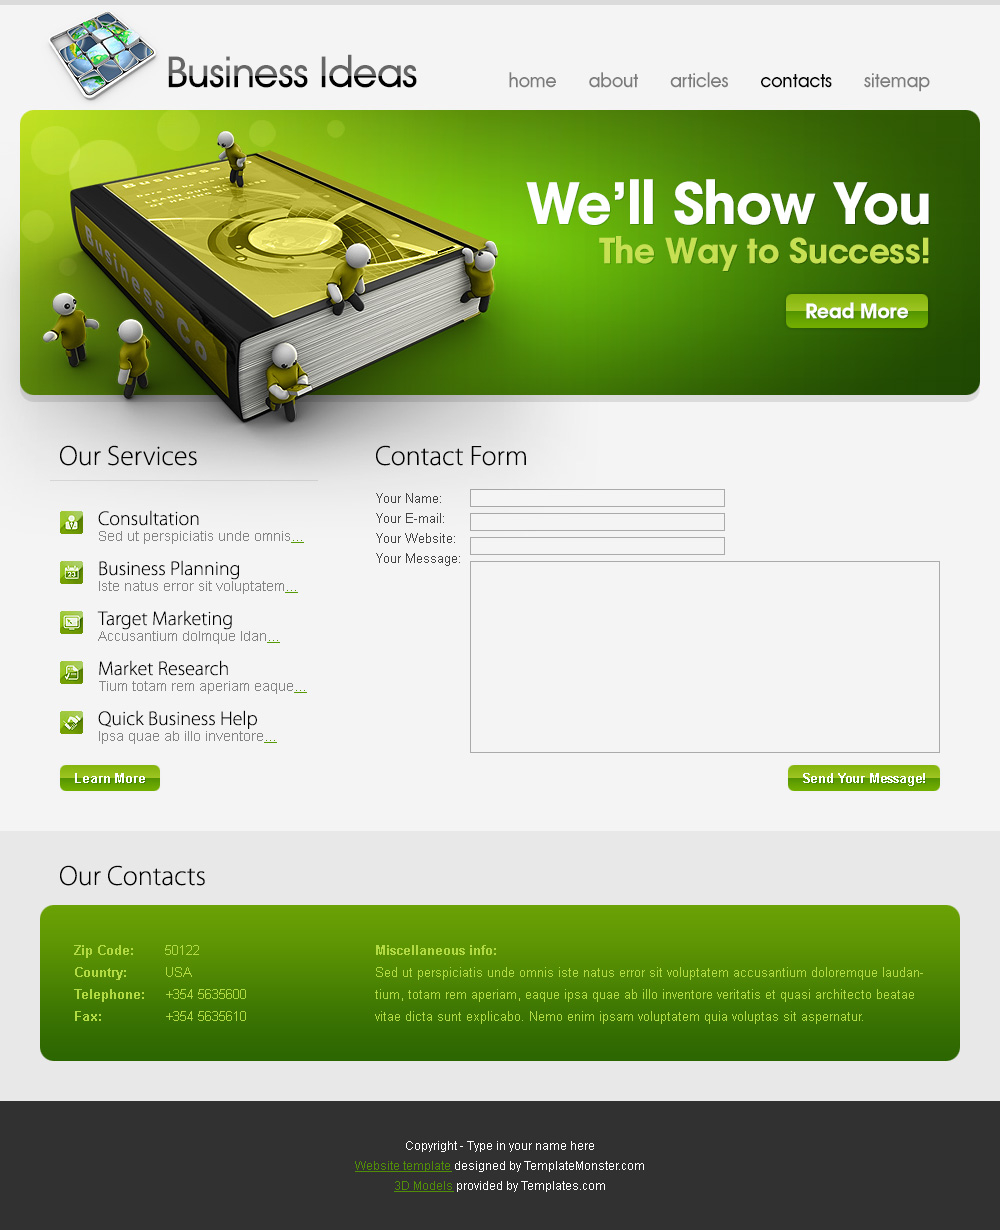 Business Ideas
home about articles contacts sitemap
Business
LEARN OUR
Business Co
We'll Show You
The Way to Success!
Read More
Our Services
Consultation
Sed ut perspiciatis unde omnis...
Business Planning
Iste natus error sit voluptatem...
Target Marketing
Accusantium dolmque ldan...
Market Research
Tium totam rem aperiam eaque...
Quick Business Help
Ipsa quae ab illo inventore...
Learn More
Contact Form
Your Name:
Your E-mail:
Your Website:
Your Message:
Send Your Message!
Our Contacts
Zip Code: 50122
Country: USA
Telephone: +354 5635600
Fax: +354 5635610
Miscellaneous info:
Sed ut perspiciatis unde omnis iste natus error sit voluptatem accusantium doloremque laudan-
tium, totam rem aperiam, eaque ipsa quae ab illo inventore veritatis et quasi architecto beatae
vitae dicta sunt explicabo. Nemo enim ipsam voluptatem quia voluptas sit aspernatur.
Copyright - Type in your name here
Website template designed by TemplateMonster.com
3D Models provided by Templates.com